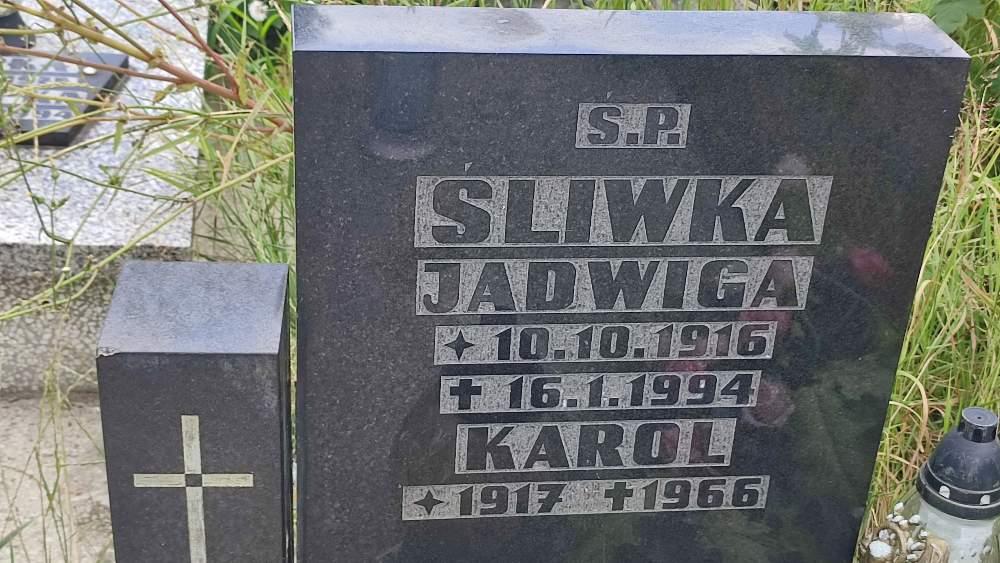 Ś.P.
ŚLIWKA
JADWIGA
✦ 10.10.1916
✝ 16.1.1994
KAROL
✦ 1917 ✝ 1966